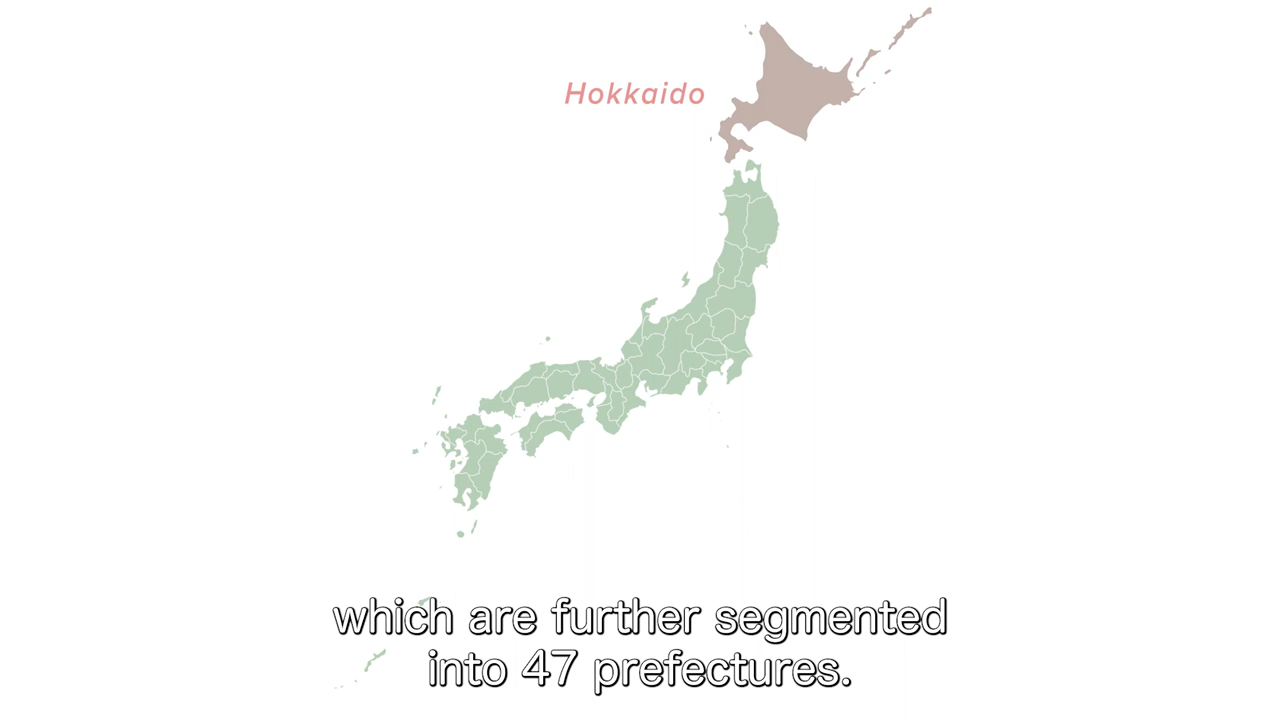 Hokkaido
which are further segmented
into 47 prefectures.